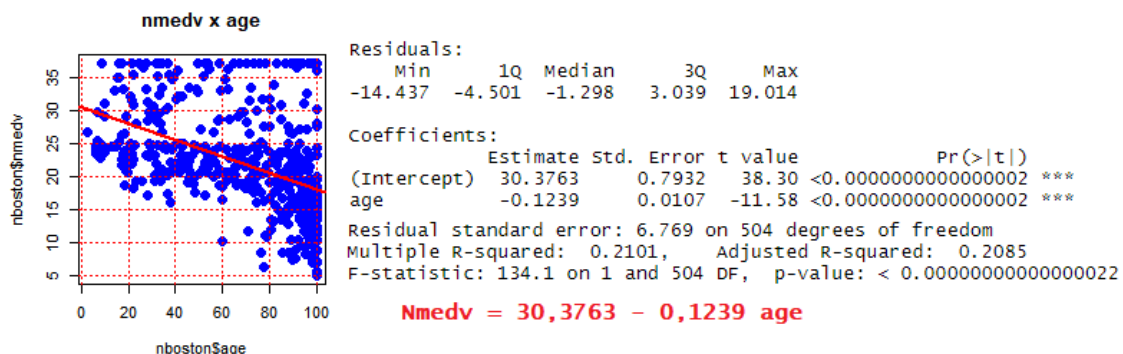 nmedv x age
nboston$nmedv
35
30
25
20
15
10
5
0 20 40 60 80 100
nboston$age
Residuals:
Min 1Q Median 3Q Max
-14.437 -4.501 -1.298 3.039 19.014
Coefficients:
Estimate Std. Error t value Pr(>|t|)
(Intercept) 30.3763 0.7932 38.30 <0.0000000000000002 ***
age -0.1239 0.0107 -11.58 <0.0000000000000002 ***
Residual standard error: 6.769 on 504 degrees of freedom
Multiple R-squared: 0.2101, Adjusted R-squared: 0.2085
F-statistic: 134.1 on 1 and 504 DF, p-value: < 0.00000000000000022
Nmedv = 30,3763 - 0,1239 age